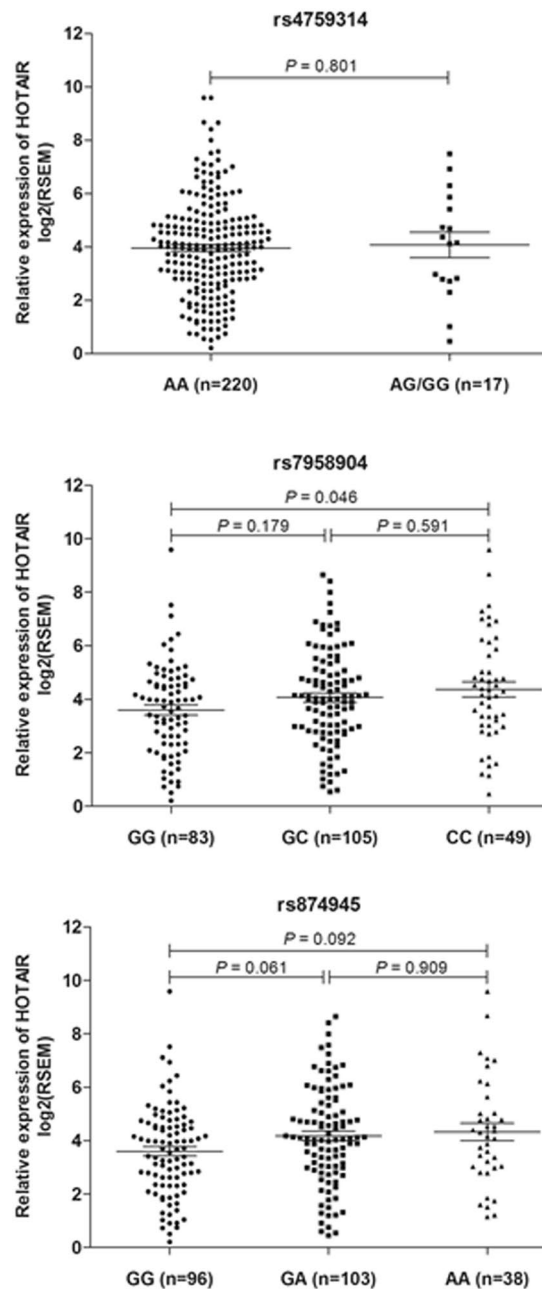 rs4759314
Relative expression of HOTAIR
log2(RSEM)
12
10
8
6
4
2
0
P = 0.801
AA (n=220)
AG/GG (n=17)
rs7958904
Relative expression of HOTAIR
log2(RSEM)
12
10
8
6
4
2
0
P = 0.046
P = 0.179
P = 0.591
GG (n=83)
GC (n=105)
CC (n=49)
rs874945
Relative expression of HOTAIR
log2(RSEM)
12
10
8
6
4
2
0
P = 0.092
P = 0.061
P = 0.909
GG (n=96)
GA (n=103)
AA (n=38)